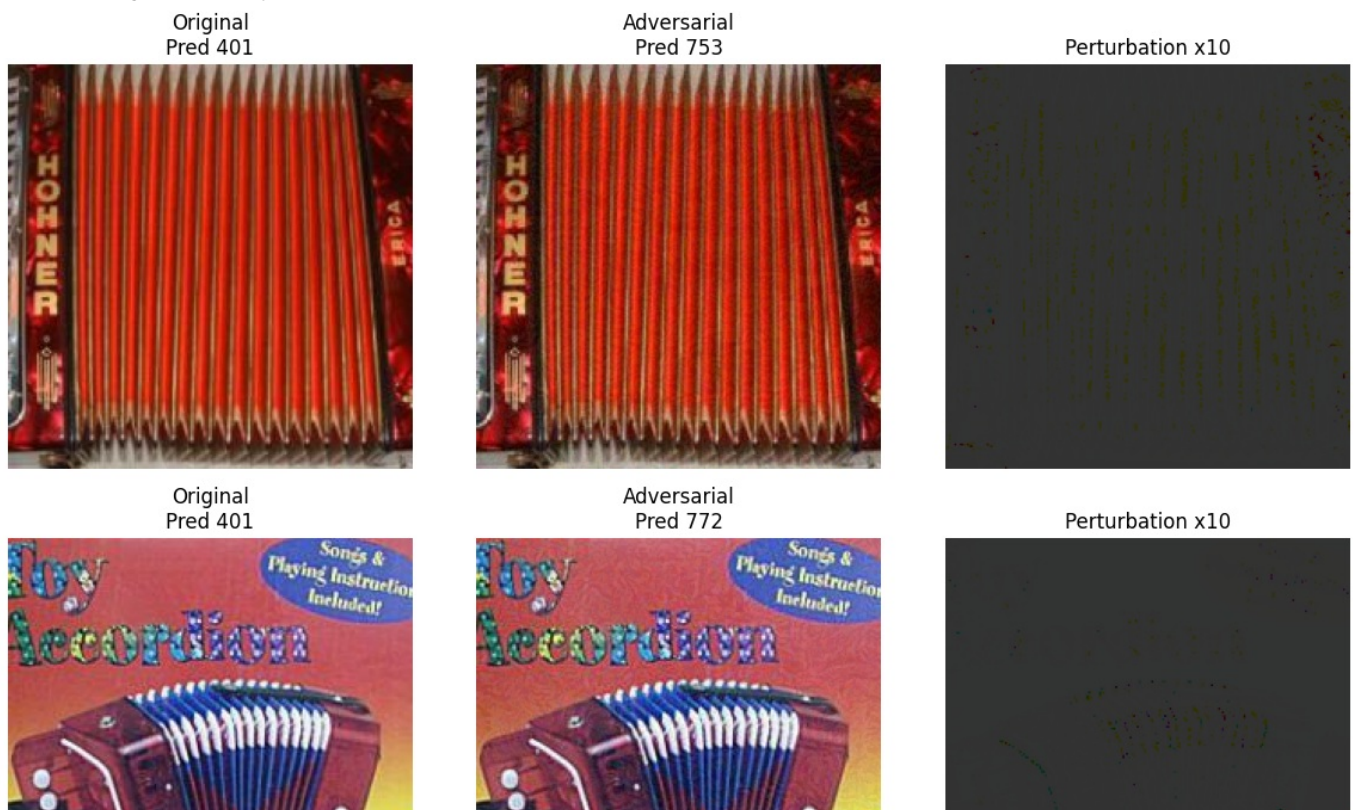 Original
Pred 401
Adversarial
Pred 753
Perturbation x10
HOHNER
ERICA
HOHNER
ERICA
Original
Pred 401
Adversarial
Pred 772
Perturbation x10
Toy
Songs &
Playing Instruction
Included!
Accordion
Toy
Songs &
Playing Instruction
Included!
Accordion